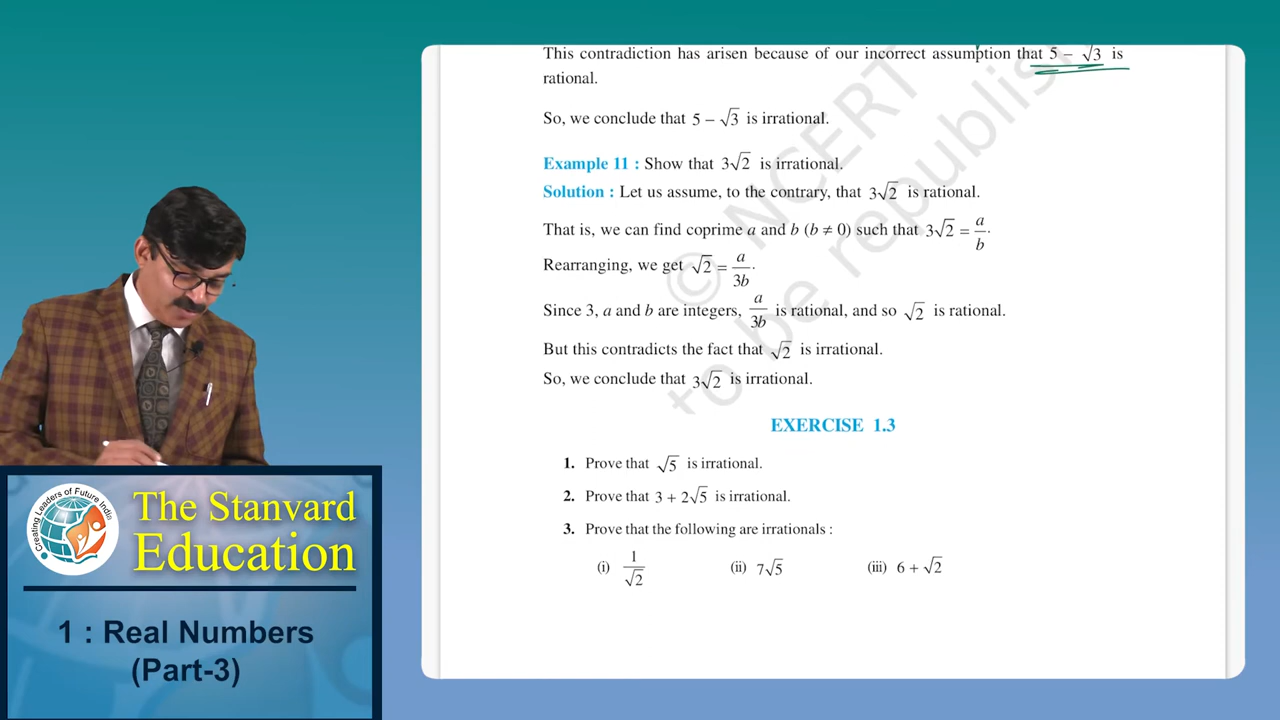 This contradiction has arisen because of our incorrect assumption that 5 – √3 is
rational.
So, we conclude that 5 – √3 is irrational.
Example 11 : Show that 3√2 is irrational.
Solution : Let us assume, to the contrary, that 3√2 is rational.
That is, we can find coprime a and b (b ≠ 0) such that 3√2 = a/b.
Rearranging, we get √2 = a/3b.
Since 3, a and b are integers, a/3b is rational, and so √2 is rational.
But this contradicts the fact that √2 is irrational.
So, we conclude that 3√2 is irrational.
EXERCISE 1.3
1. Prove that √5 is irrational.
2. Prove that 3 + 2√5 is irrational.
3. Prove that the following are irrationals :
(i) 1/√2 (ii) 7√5 (iii) 6 + √2
© NCERT
to be republis
Creating Leaders of Future India
The Stanvard
Education
1 : Real Numbers
(Part-3)